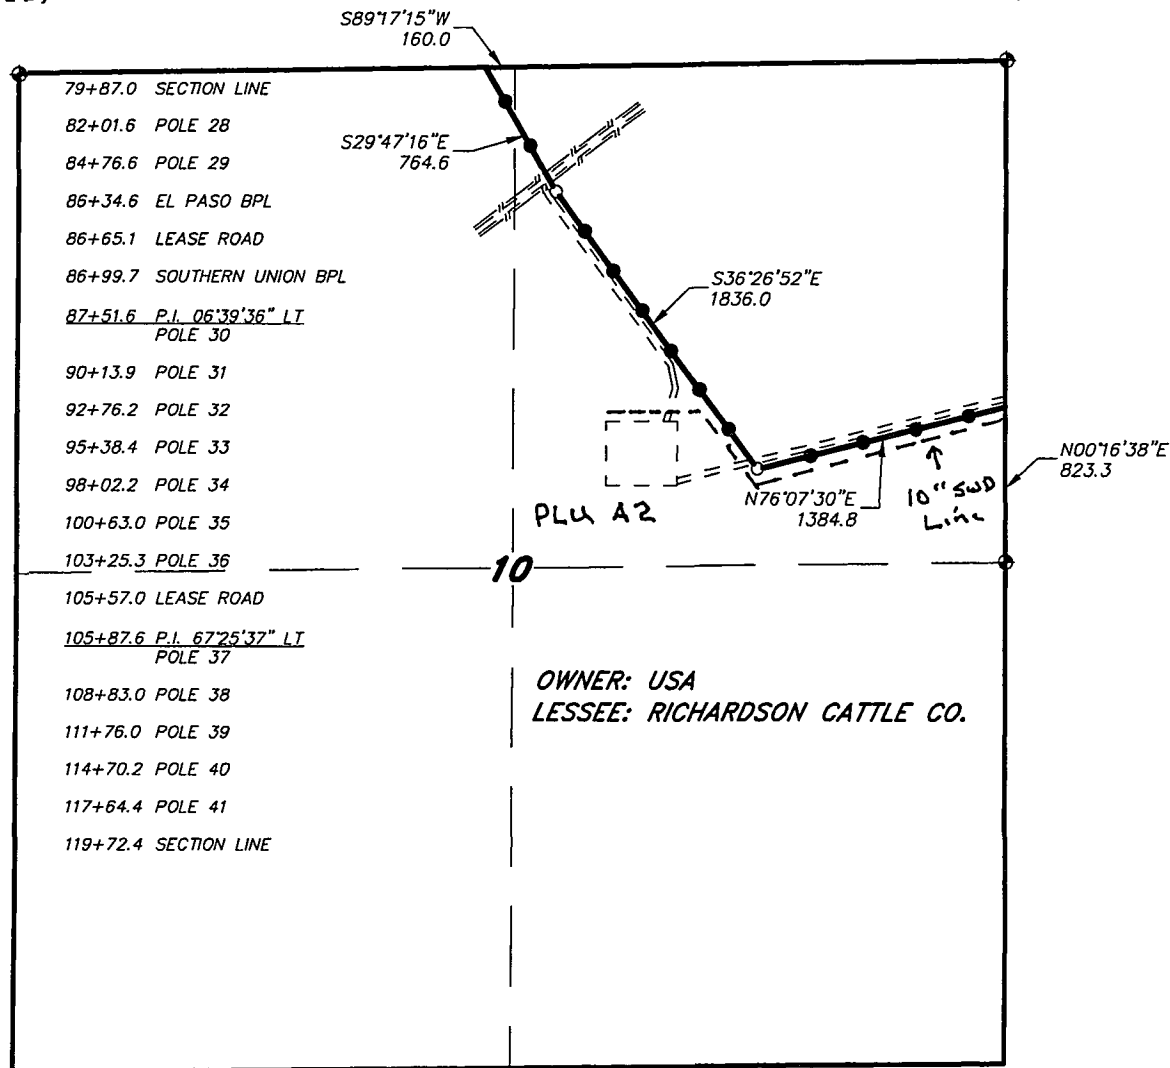 S89°17'15"W
160.0
79+87.0 SECTION LINE
82+01.6 POLE 28
84+76.6 POLE 29
86+34.6 EL PASO BPL
86+65.1 LEASE ROAD
86+99.7 SOUTHERN UNION BPL
87+51.6 P.I. 06°39'36" LT
POLE 30
90+13.9 POLE 31
92+76.2 POLE 32
95+38.4 POLE 33
98+02.2 POLE 34
100+63.0 POLE 35
103+25.3 POLE 36
105+57.0 LEASE ROAD
105+87.6 P.I. 67°25'37" LT
POLE 37
108+83.0 POLE 38
111+76.0 POLE 39
114+70.2 POLE 40
117+64.4 POLE 41
119+72.4 SECTION LINE
S29°47'16"E
764.6
S36°26'52"E
1836.0
N00°16'38"E
823.3
N76°07'30"E
1384.8
10" SWD
Line
PLU A2
10
OWNER: USA
LESSEE: RICHARDSON CATTLE CO.